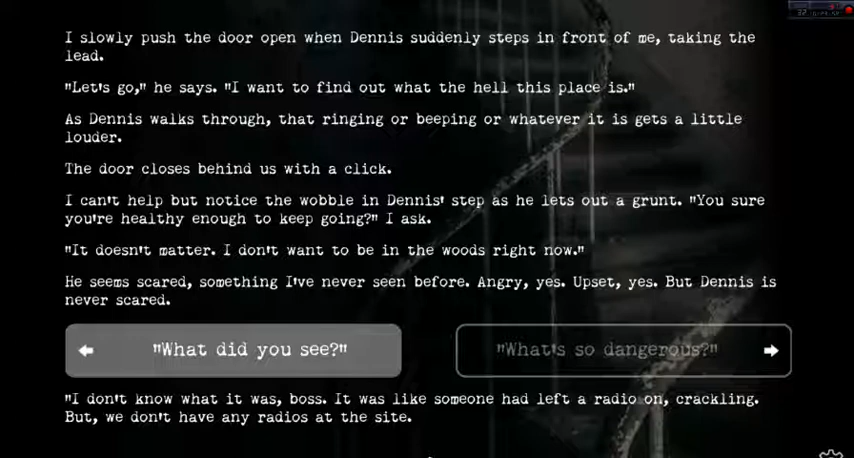 I slowly push the door open when Dennis suddenly steps in front of me, taking the
lead.
"Let's go," he says. "I want to find out what the hell this place is."
As Dennis walks through, that ringing or beeping or whatever it is gets a little
louder.
The door closes behind us with a click.
I can't help but notice the wobble in Dennis' step as he lets out a grunt. "You sure
you're healthy enough to keep going?" I ask.
"It doesn't matter. I don't want to be in the woods right now."
He seems scared, something I've never seen before. Angry, yes. Upset, yes. But Dennis is
never scared.
"What did you see?"
"What's so dangerous?"
"I don't know what it was, boss. It was like someone had left a radio on, crackling.
But, we don't have any radios at the site.